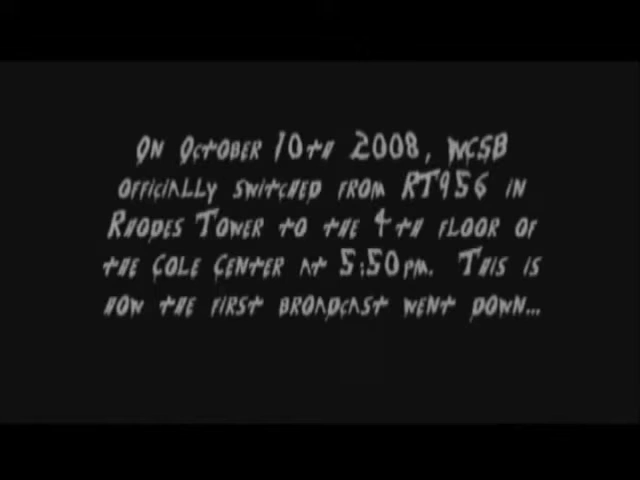 On October 10th 2008, WCSB
officially switched from RT956 in
Rhodes Tower to the 4th floor of
the Cole Center at 5:50pm. This is
how the first broadcast went down...